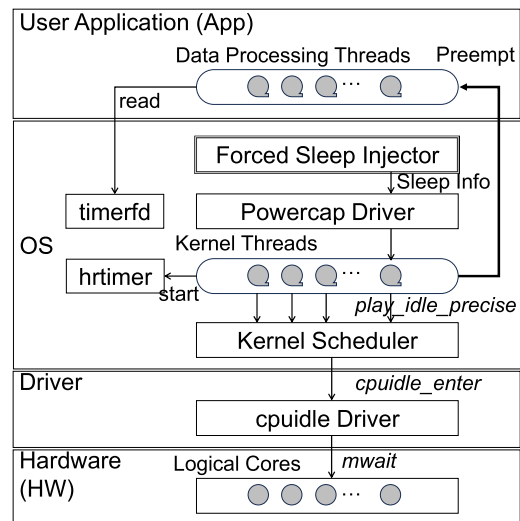 User Application (App)
Data Processing Threads
Preempt
...
read
Forced Sleep Injector
Sleep Info
timerfd
Powercap Driver
OS
Kernel Threads
hrtimer
...
start
play_idle_precise
Kernel Scheduler
Driver
cpuidle_enter
cpuidle Driver
Hardware
(HW)
Logical Cores
mwait
...